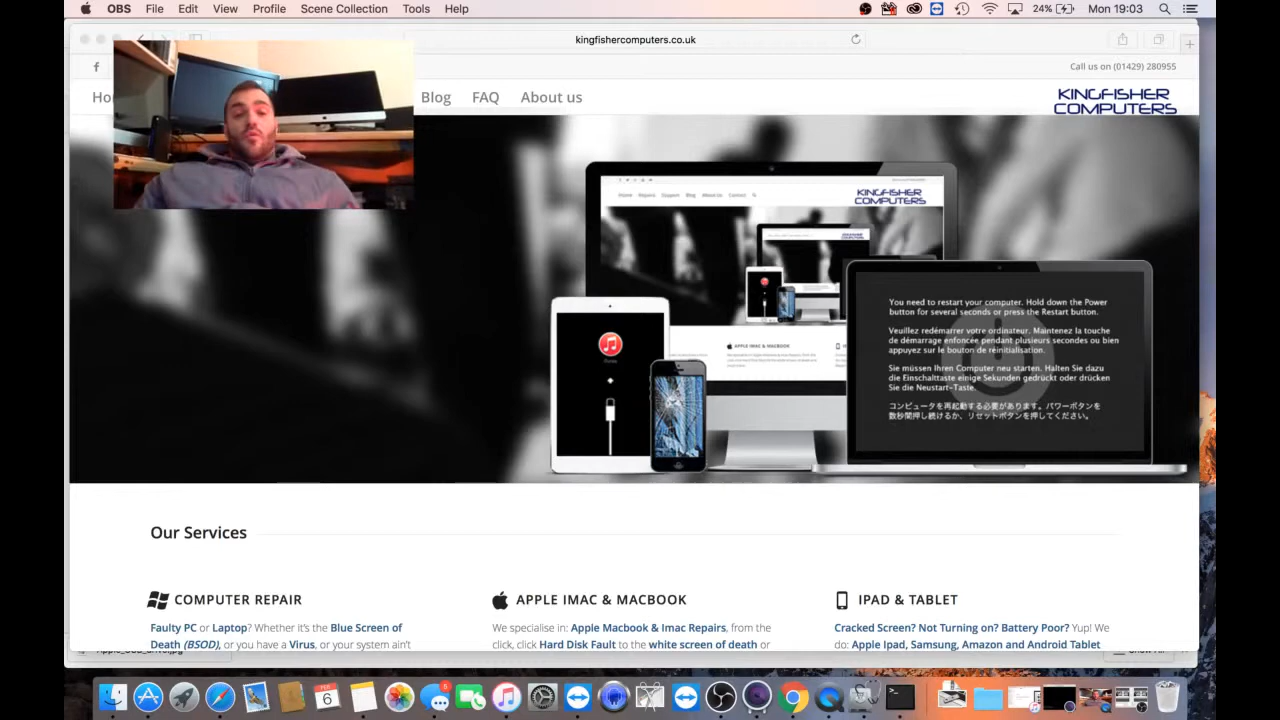 OBS File Edit View Profile Scene Collection Tools Help
24% Mon 19:03
kingfishercomputers.co.uk
Call us on (01429) 280955
Blog FAQ About us
KINGFISHER
COMPUTERS
KINGFISHER
COMPUTERS
You need to restart your computer. Hold down the Power
button for several seconds or press the Restart button.
Veuillez redémarrer votre ordinateur. Maintenez la touche
de démarrage enfoncée pendant plusieurs secondes ou bien
appuyez sur le bouton de réinitialisation.
Sie müssen Ihren Computer neu starten. Halten Sie dazu
die Einschalttaste einige Sekunden gedrückt oder drücken
Sie die Neustart-Taste.
コンピュータを再起動する必要があります。パワーボタンを
数秒間押し続けるか、リセットボタンを押してください。
APPLE IMAC & MACBOOK
Our Services
COMPUTER REPAIR
Faulty PC or Laptop? Whether it's the Blue Screen of
Death (BSOD), or you have a Virus, or your system ain't
APPLE IMAC & MACBOOK
We specialise in: Apple Macbook & Imac Repairs, from the
click, click Hard Disk Fault to the white screen of death or
IPAD & TABLET
Cracked Screen? Not Turning on? Battery Poor? Yup! We
do: Apple Ipad, Samsung, Amazon and Android Tablet
5
6